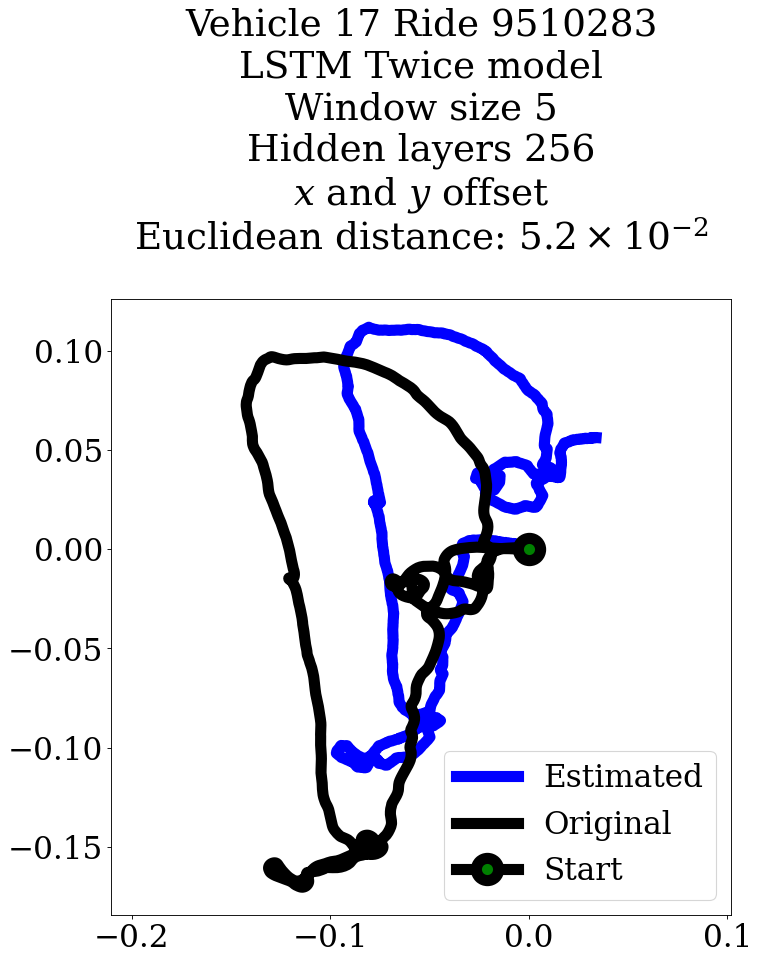 Vehicle 17 Ride 9510283
LSTM Twice model
Window size 5
Hidden layers 256
x and y offset
Euclidean distance: 5.2 × 10⁻²
0.10
0.05
0.00
−0.05
−0.10
−0.15
Estimated
Original
Start
−0.2
−0.1
0.0
0.1